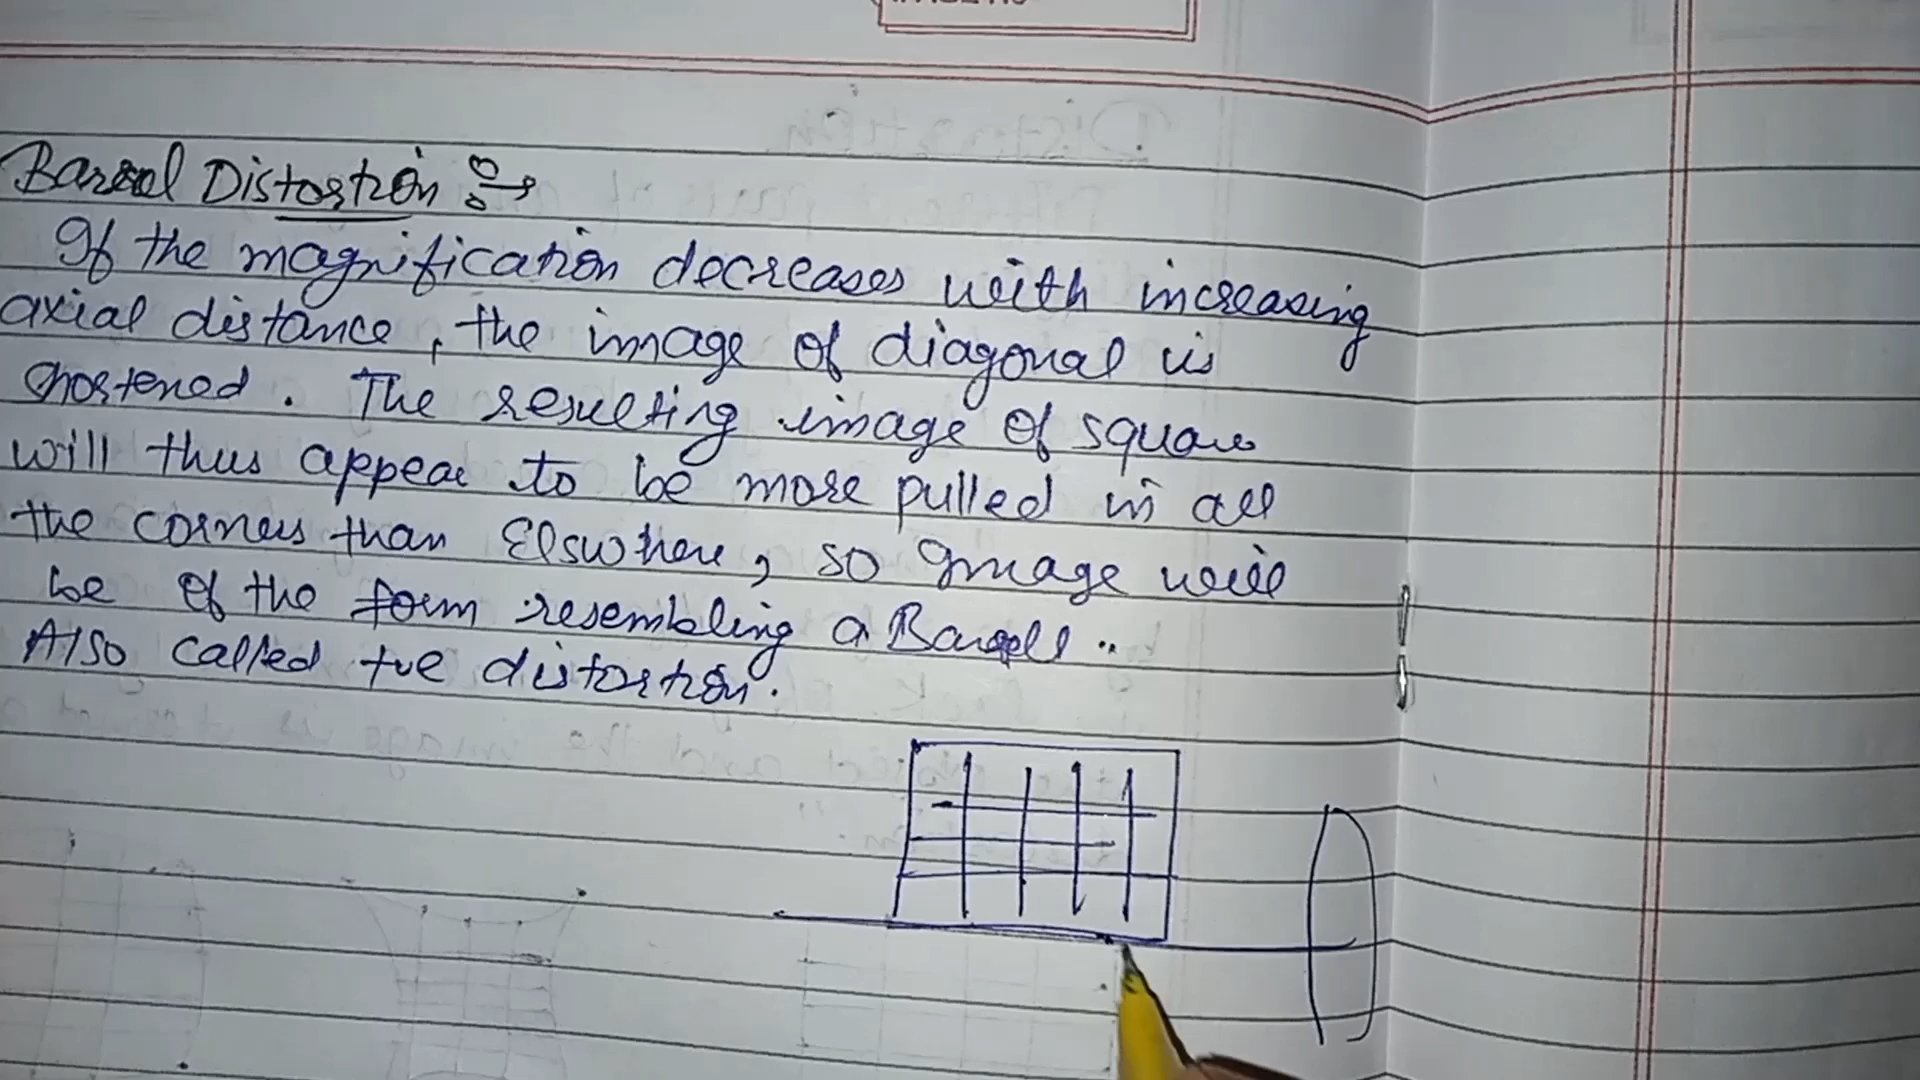 Barrel Distortion :→
If the magnification decreases with increasing
axial distance, the image of diagonal is
shortened. The resulting image of square
will thus appear to be more pulled in all
the corners than Elswhere, so Image will
be of the form resembling a Barrel..
Also called +ve distortion.